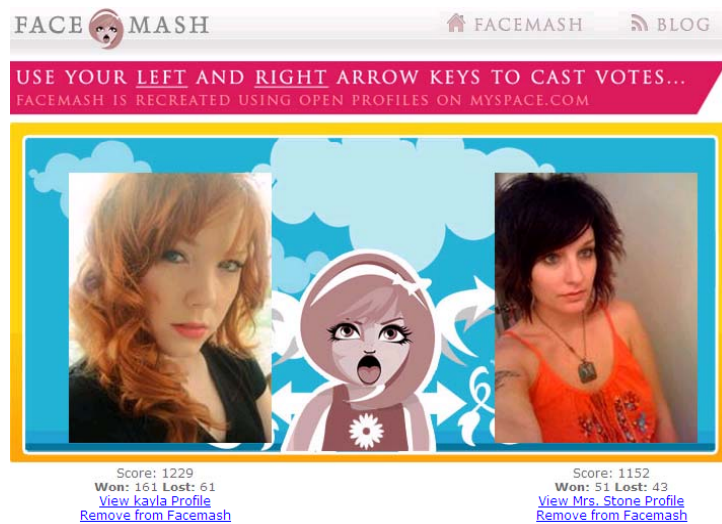 FACE MASH
FACEMASH BLOG
USE YOUR LEFT AND RIGHT ARROW KEYS TO CAST VOTES...
FACEMASH IS RECREATED USING OPEN PROFILES ON MYSPACE.COM
Score: 1229
Won: 161 Lost: 61
View kayla Profile
Remove from Facemash
Score: 1152
Won: 51 Lost: 43
View Mrs. Stone Profile
Remove from Facemash